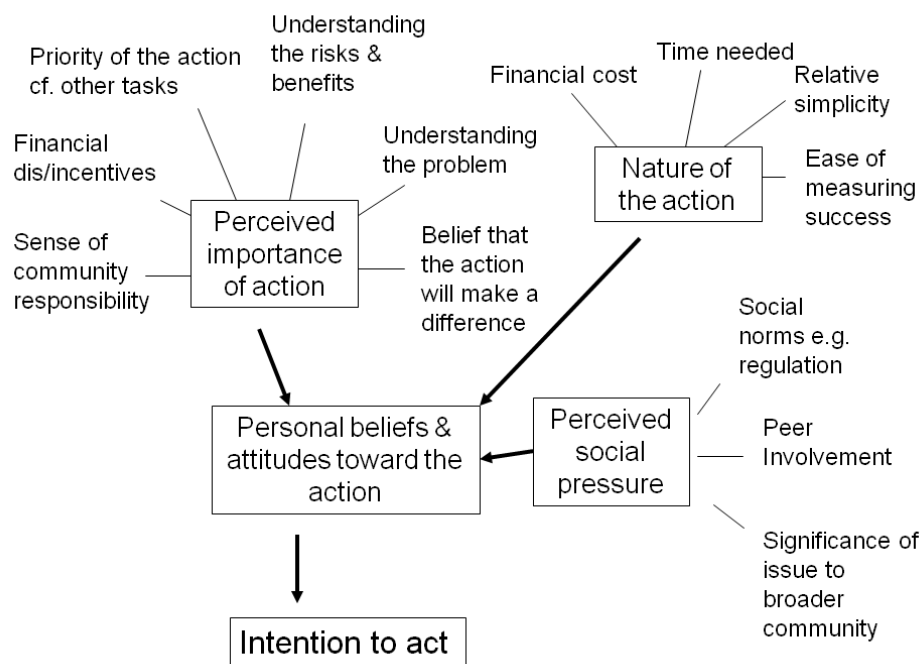 Priority of the action
cf. other tasks
Understanding
the risks &
benefits
Financial
dis/incentives
Understanding
the problem
Sense of
community
responsibility
Perceived
importance
of action
Belief that
the action
will make a
difference
Financial cost
Time needed
Relative
simplicity
Nature of
the action
Ease of
measuring
success
Social
norms e.g.
regulation
Personal beliefs &
attitudes toward the
action
Perceived
social
pressure
Peer
Involvement
Significance of
issue to
broader
community
Intention to act